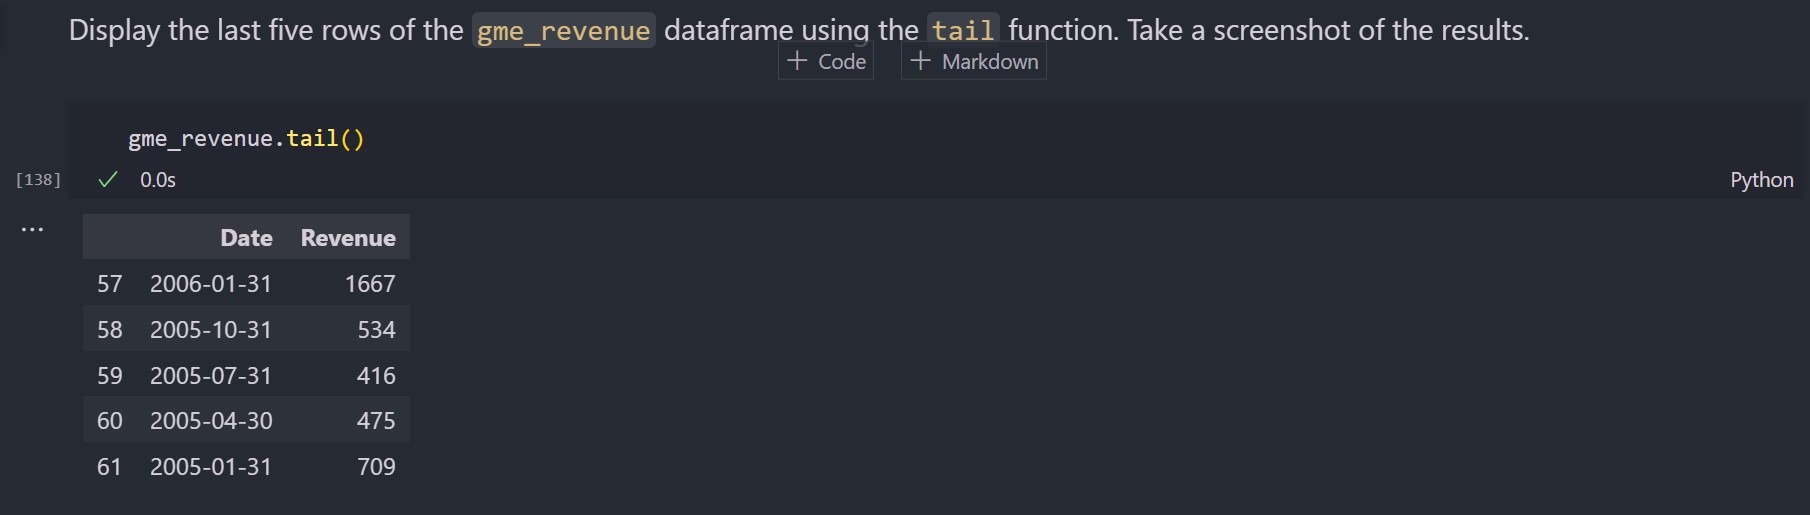 Display the last five rows of the gme_revenue dataframe using the tail function. Take a screenshot of the results.
+ Code + Markdown
gme_revenue.tail()
[138] ✓ 0.0s Python
...
Date Revenue
57 2006-01-31 1667
58 2005-10-31 534
59 2005-07-31 416
60 2005-04-30 475
61 2005-01-31 709